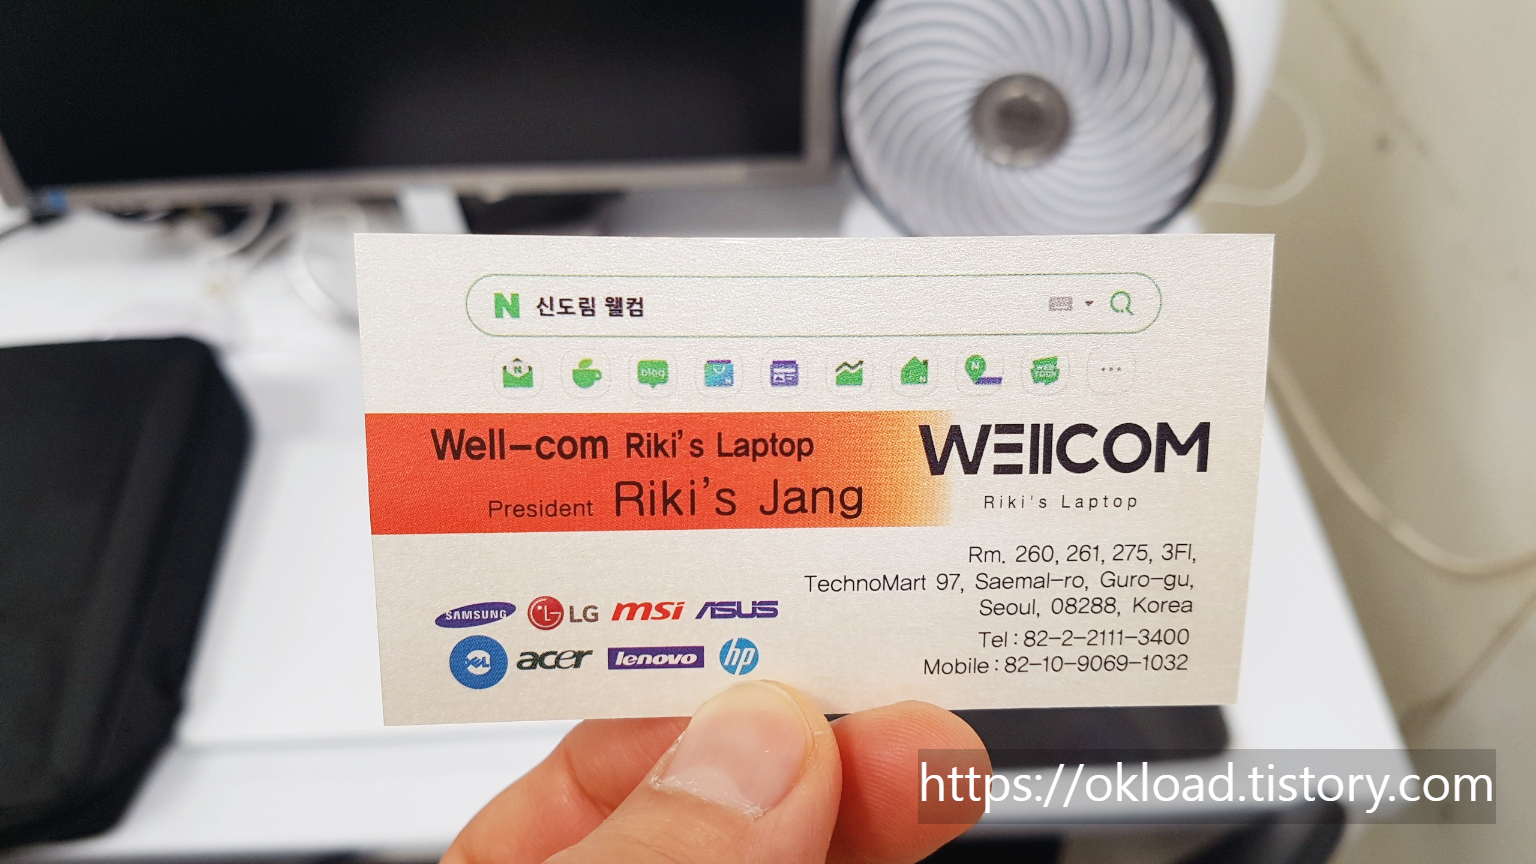 N 신도림 웰컴
N blog N N N WEB TOON
Well-com Riki's Laptop
President Riki's Jang
WEllCOM
Riki's Laptop
Rm. 260, 261, 275, 3Fl,
TechnoMart 97, Saemal-ro, Guro-gu,
Seoul, 08288, Korea
Tel : 82-2-2111-3400
Mobile : 82-10-9069-1032
SAMSUNG LG msi ASUS
DELL acer lenovo hp
https://okload.tistory.com